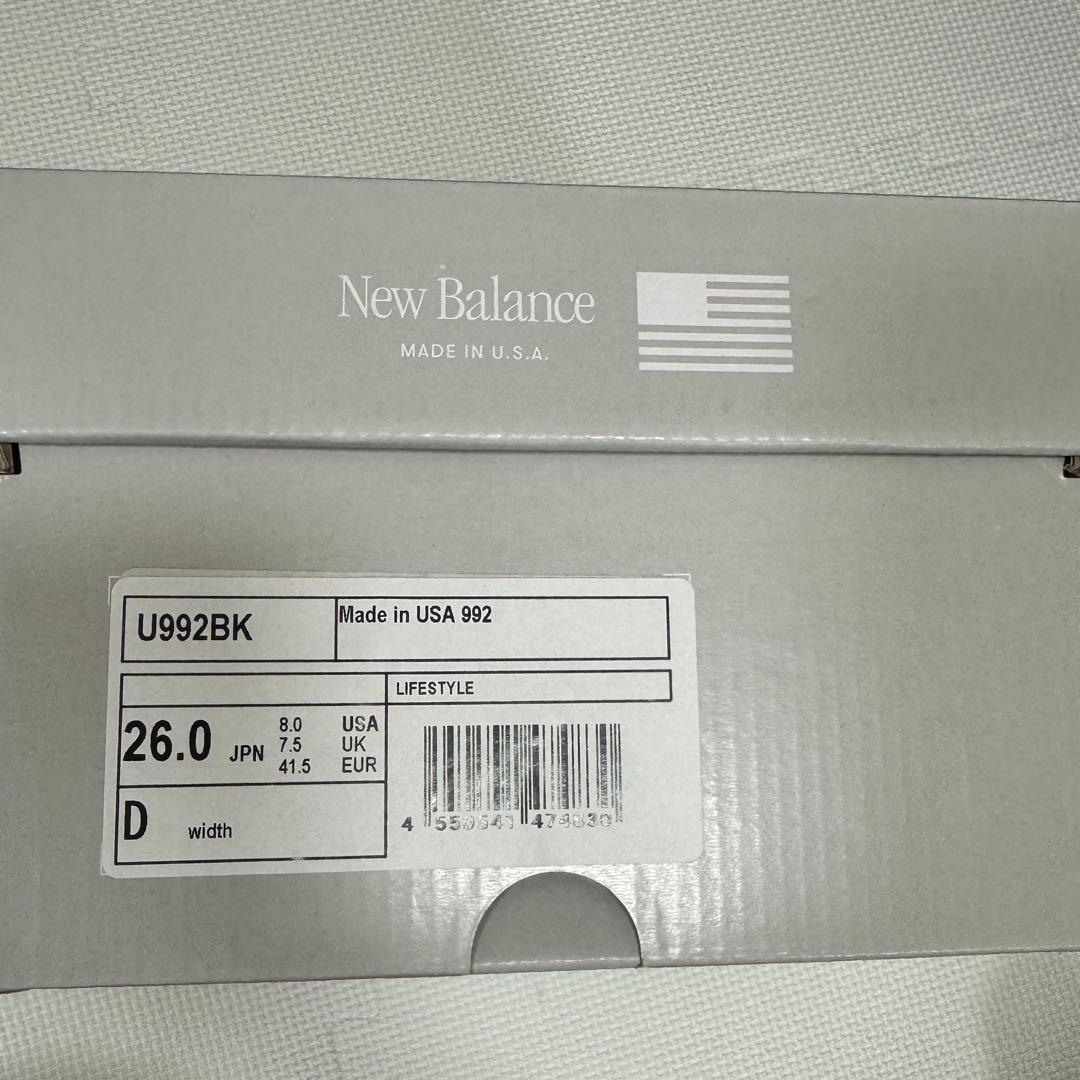 New Balance
MADE IN U.S.A.
U992BK
Made in USA 992
LIFESTYLE
26.0 JPN
8.0 USA
7.5 UK
41.5 EUR
D width
4